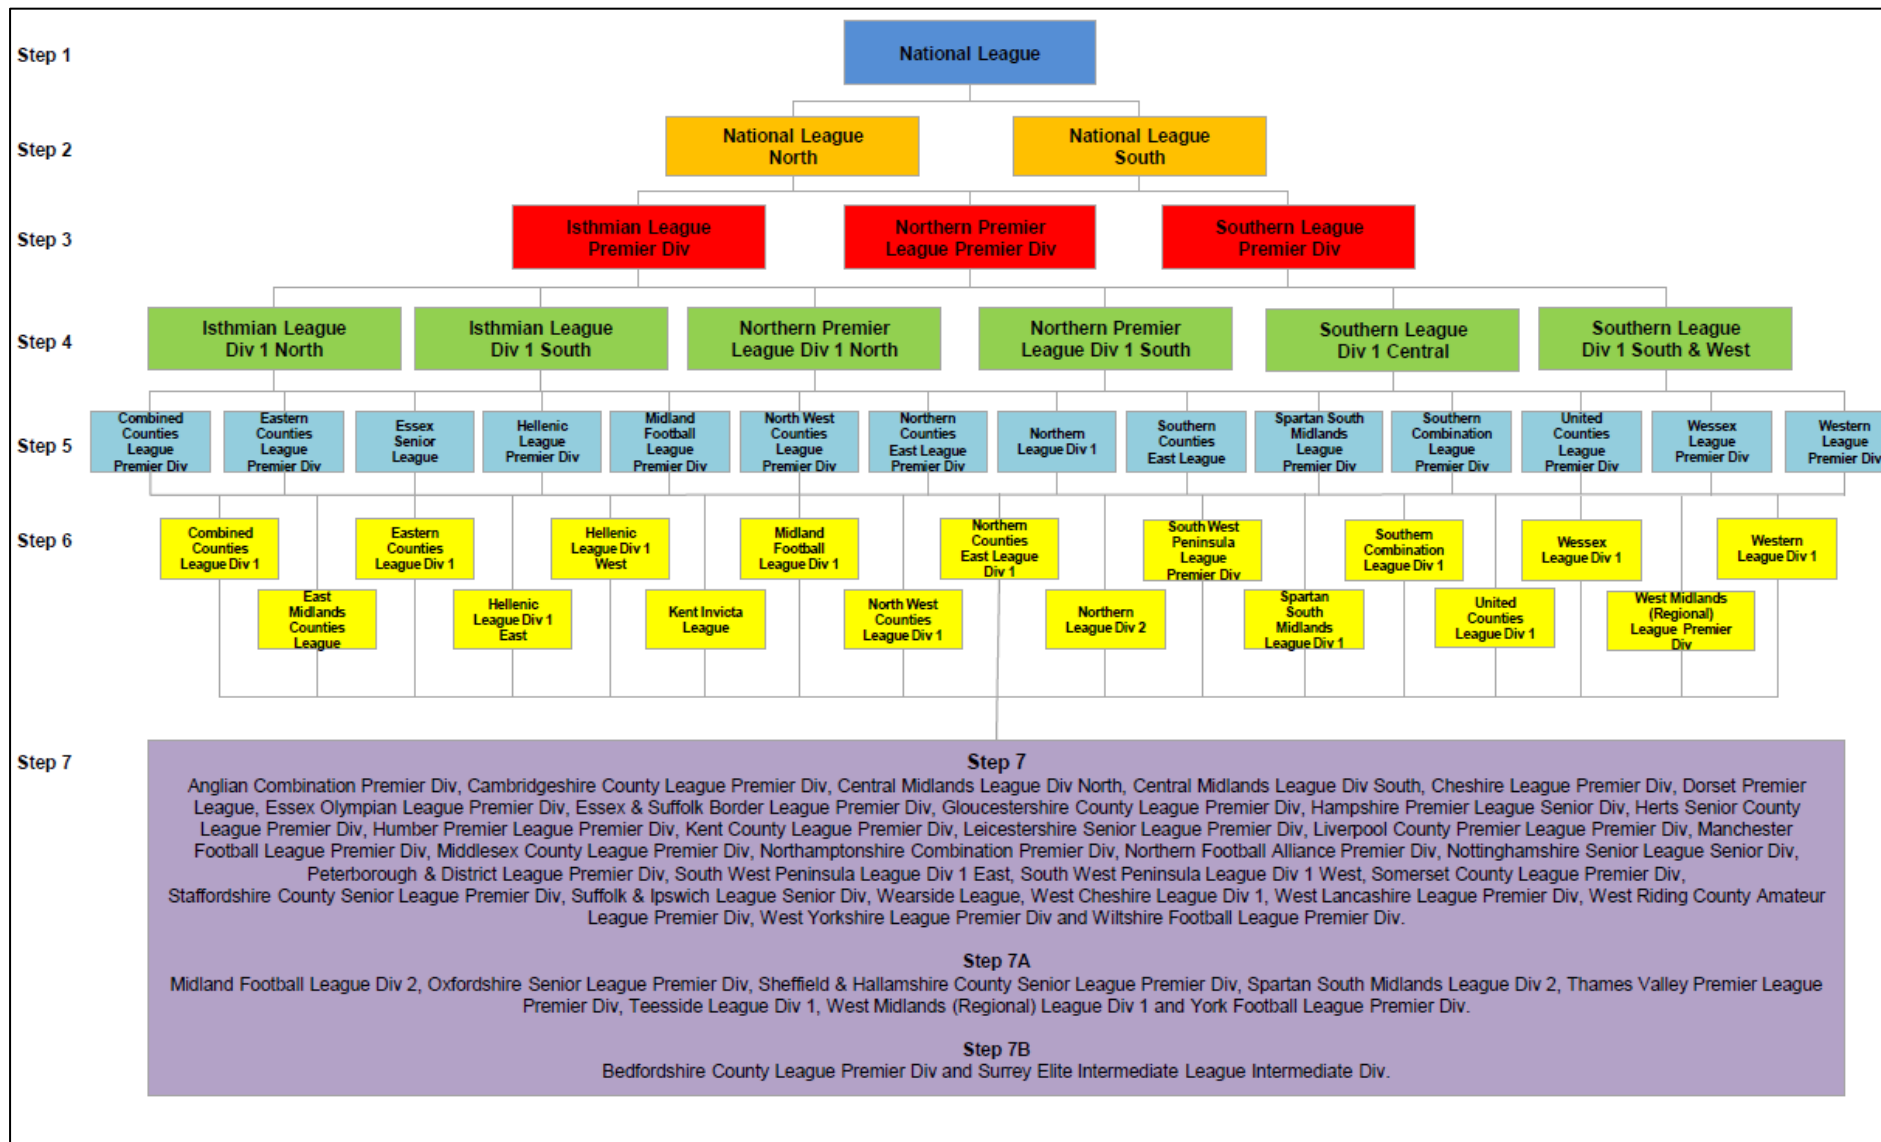 Step 1
National League
Step 2
National League
North
National League
South
Step 3
Isthmian League
Premier Div
Northern Premier
League Premier Div
Southern League
Premier Div
Step 4
Isthmian League
Div 1 North
Isthmian League
Div 1 South
Northern Premier
League Div 1 North
Northern Premier
League Div 1 South
Southern League
Div 1 Central
Southern League
Div 1 South & West
Step 5
Combined
Counties
League
Premier Div
Eastern
Counties
League
Premier Div
Essex
Senior
League
Hellenic
League
Premier Div
Midland
Football
League
Premier Div
North West
Counties
League
Premier Div
Northern
Counties
East League
Premier Div
Northern
League Div 1
Southern
Counties
East League
Spartan South
Midlands
League
Premier Div
Southern
Combination
League
Premier Div
United
Counties
League
Premier Div
Wessex
League
Premier Div
Western
League
Premier Div
Step 6
Combined
Counties
League Div 1
East
Midlands
Counties
League
Eastern
Counties
League Div 1
Hellenic
League Div 1
East
Hellenic
League Div 1
West
Kent Invicta
League
Midland
Football
League Div 1
North West
Counties
League Div 1
Northern
Counties
East League
Div 1
Northern
League Div 2
South West
Peninsula
League
Premier Div
Spartan
South
Midlands
League Div 1
Southern
Combination
League Div 1
United
Counties
League Div 1
Wessex
League Div 1
West Midlands
(Regional)
League Premier
Div
Western
League Div 1
Step 7
Step 7
Anglian Combination Premier Div, Cambridgeshire County League Premier Div, Central Midlands League Div North, Central Midlands League Div South, Cheshire League Premier Div, Dorset Premier
League, Essex Olympian League Premier Div, Essex & Suffolk Border League Premier Div, Gloucestershire County League Premier Div, Hampshire Premier League Senior Div, Herts Senior County
League Premier Div, Humber Premier League Premier Div, Kent County League Premier Div, Leicestershire Senior League Premier Div, Liverpool County Premier League Premier Div, Manchester
Football League Premier Div, Middlesex County League Premier Div, Northamptonshire Combination Premier Div, Northern Football Alliance Premier Div, Nottinghamshire Senior League Senior Div,
Peterborough & District League Premier Div, South West Peninsula League Div 1 East, South West Peninsula League Div 1 West, Somerset County League Premier Div,
Staffordshire County Senior League Premier Div, Suffolk & Ipswich League Senior Div, Wearside League, West Cheshire League Div 1, West Lancashire League Premier Div, West Riding County Amateur
League Premier Div, West Yorkshire League Premier Div and Wiltshire Football League Premier Div.
Step 7A
Midland Football League Div 2, Oxfordshire Senior League Premier Div, Sheffield & Hallamshire County Senior League Premier Div, Spartan South Midlands League Div 2, Thames Valley Premier League
Premier Div, Teesside League Div 1, West Midlands (Regional) League Div 1 and York Football League Premier Div.
Step 7B
Bedfordshire County League Premier Div and Surrey Elite Intermediate League Intermediate Div.